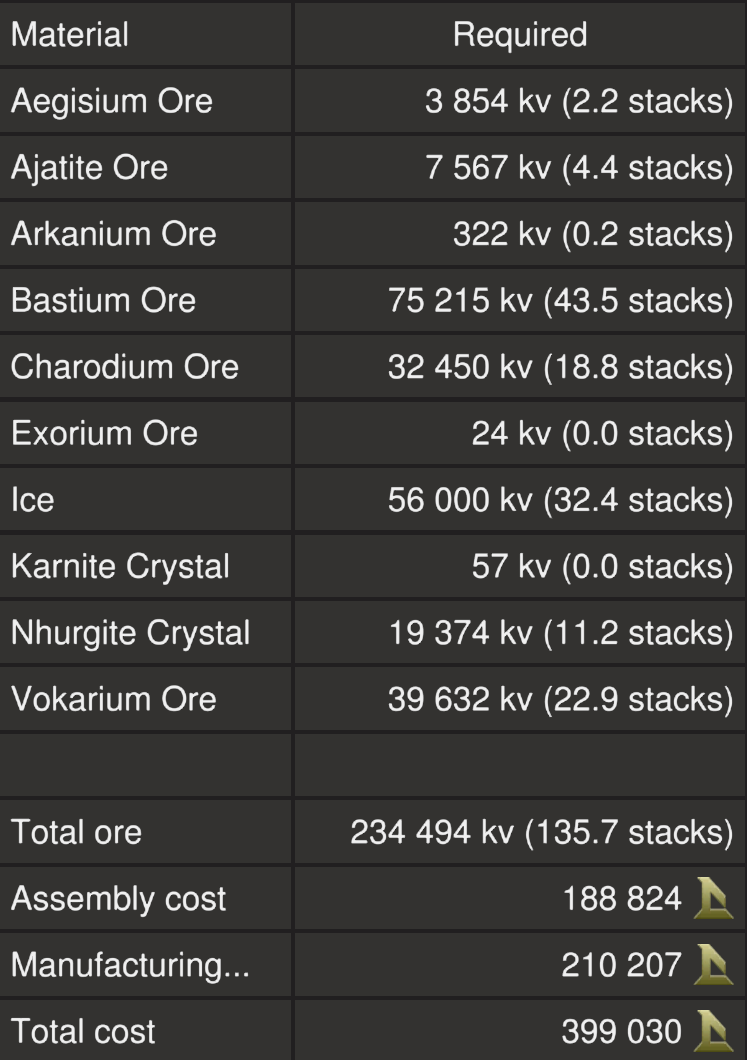 Material Required
Aegisium Ore 3 854 kv (2.2 stacks)
Ajatite Ore 7 567 kv (4.4 stacks)
Arkanium Ore 322 kv (0.2 stacks)
Bastium Ore 75 215 kv (43.5 stacks)
Charodium Ore 32 450 kv (18.8 stacks)
Exorium Ore 24 kv (0.0 stacks)
Ice 56 000 kv (32.4 stacks)
Karnite Crystal 57 kv (0.0 stacks)
Nhurgite Crystal 19 374 kv (11.2 stacks)
Vokarium Ore 39 632 kv (22.9 stacks)
Total ore 234 494 kv (135.7 stacks)
Assembly cost 188 824
Manufacturing... 210 207
Total cost 399 030